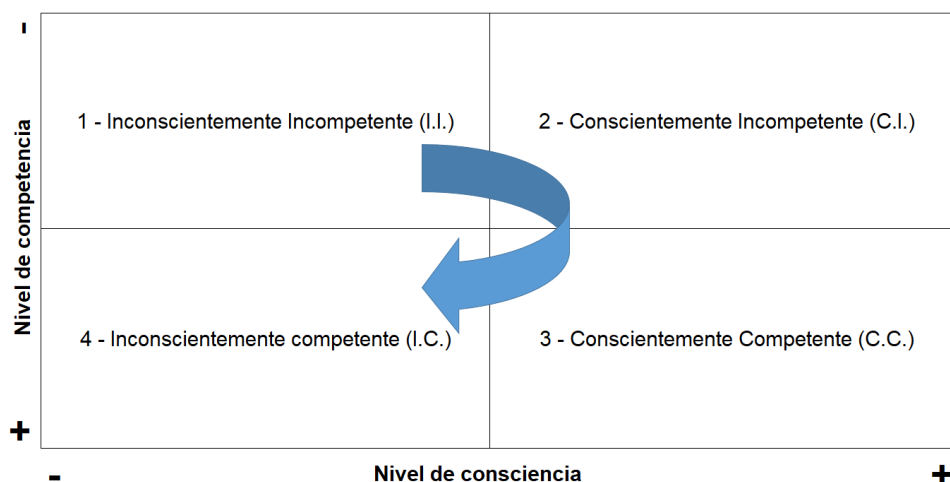 -
1 - Inconscientemente Incompetente (I.I.)
2 - Conscientemente Incompetente (C.I.)
Nivel de competencia
4 - Inconscientemente competente (I.C.)
3 - Conscientemente Competente (C.C.)
+
-
Nivel de consciencia
+